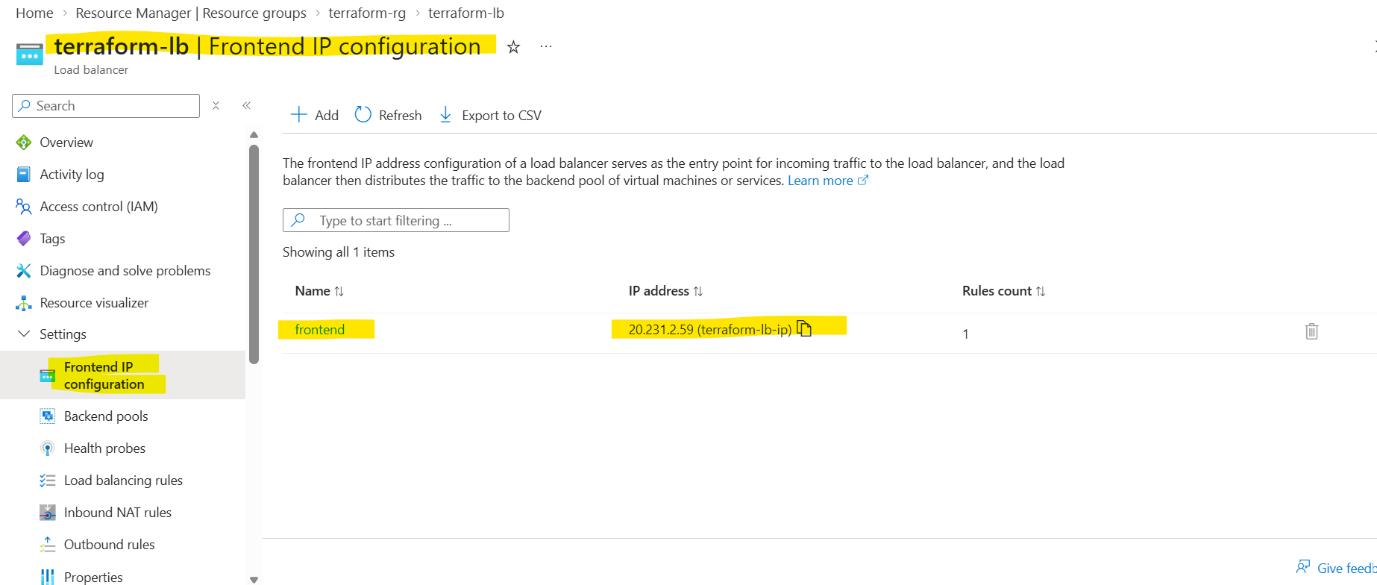 Home > Resource Manager | Resource groups > terraform-rg > terraform-lb
terraform-lb | Frontend IP configuration ☆ ...
Load balancer
Search
Overview
Activity log
Access control (IAM)
Tags
Diagnose and solve problems
Resource visualizer
Settings
Frontend IP
configuration
Backend pools
Health probes
Load balancing rules
Inbound NAT rules
Outbound rules
Properties
Add Refresh Export to CSV
The frontend IP address configuration of a load balancer serves as the entry point for incoming traffic to the load balancer, and the load
balancer then distributes the traffic to the backend pool of virtual machines or services. Learn more
Type to start filtering ...
Showing all 1 items
Name IP address Rules count
frontend 20.231.2.59 (terraform-lb-ip) 1
Give